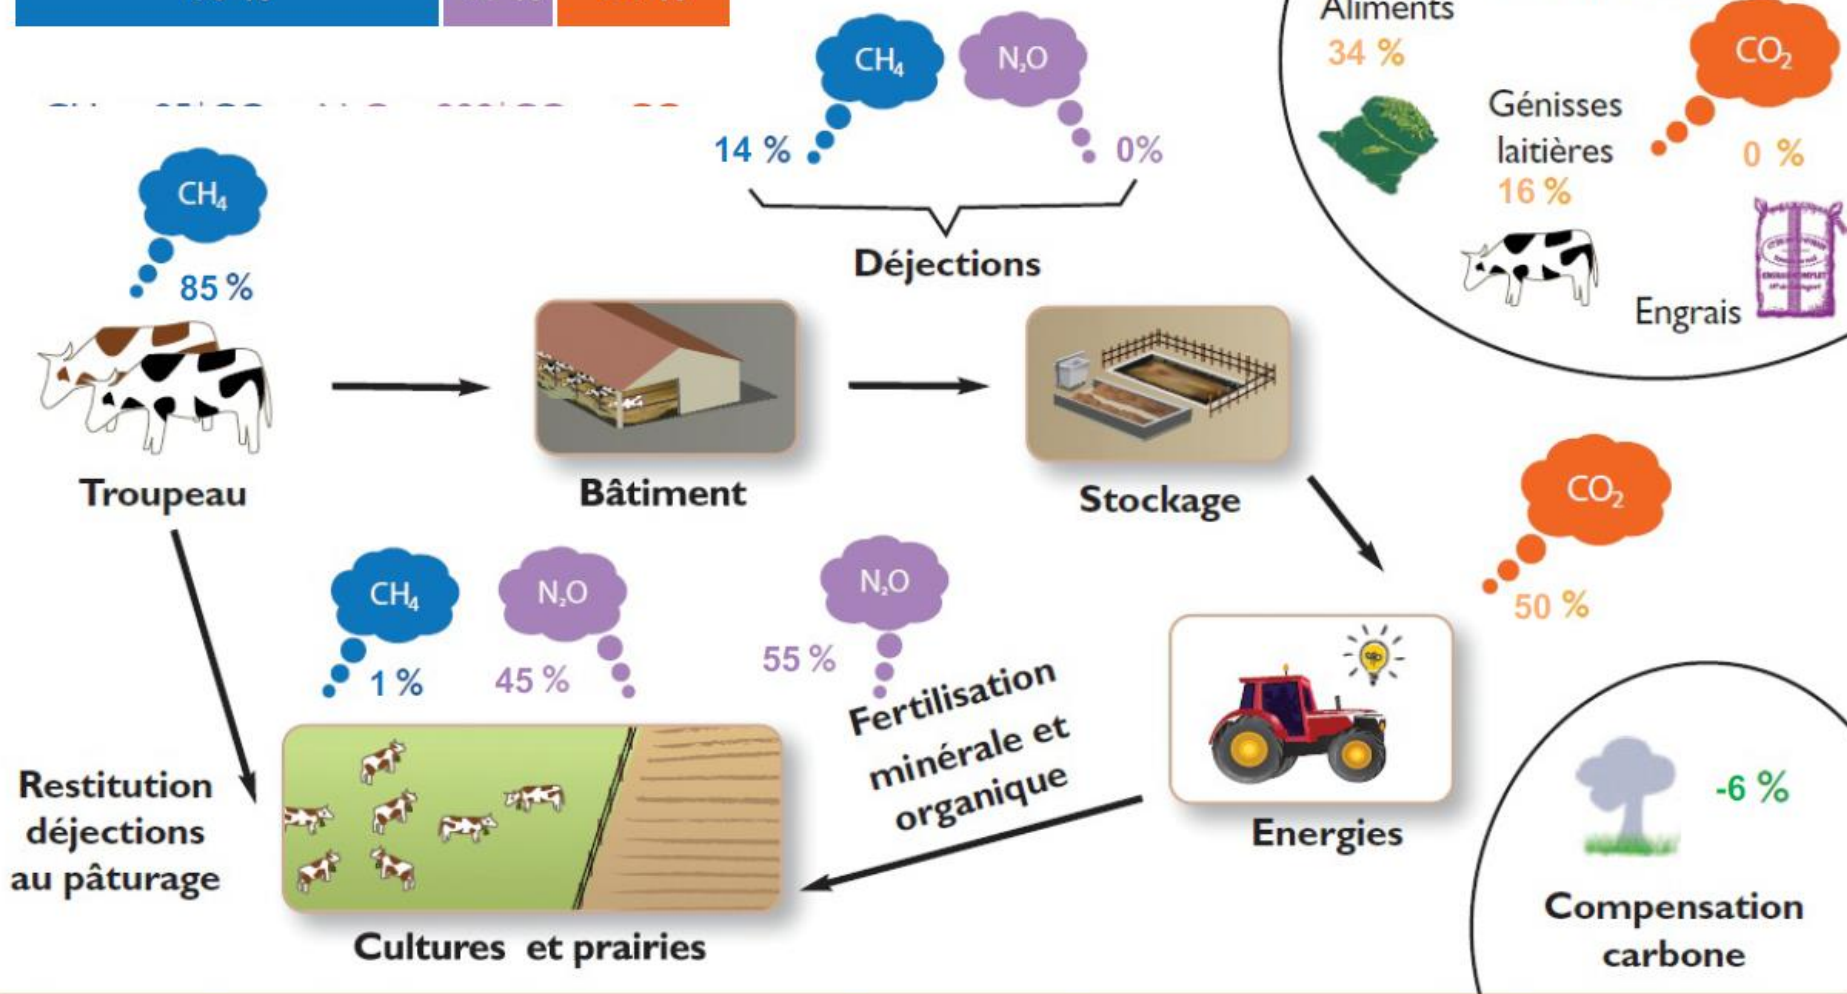 Aliments
34 %
CO₂
CH₄
N₂O
Génisses
laitières
16 %
0 %
14 %
0%
CH₄
85 %
Déjections
Engrais
Troupeau
Bâtiment
Stockage
CO₂
50 %
CH₄
N₂O
N₂O
1 %
45 %
55 %
Fertilisation
minérale et
organique
Restitution
déjections
au pâturage
-6 %
Energies
Compensation
carbone
Cultures et prairies